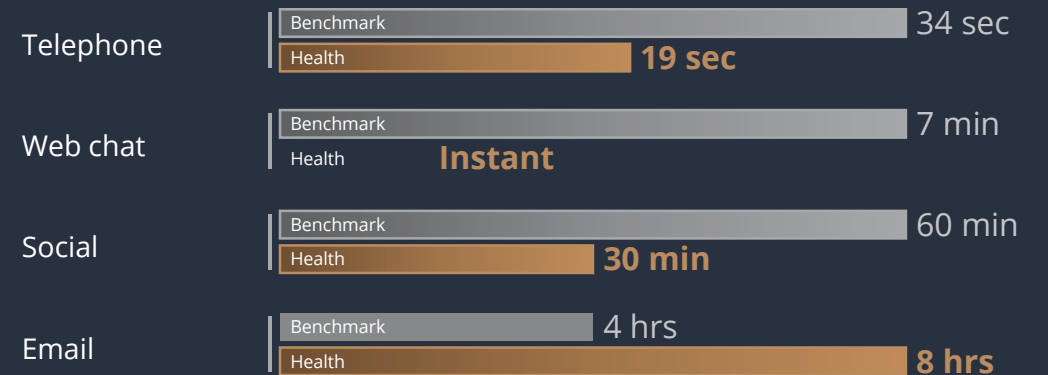 Telephone
Benchmark 34 sec
Health 19 sec
Web chat
Benchmark 7 min
Health Instant
Social
Benchmark 60 min
Health 30 min
Email
Benchmark 4 hrs
Health 8 hrs